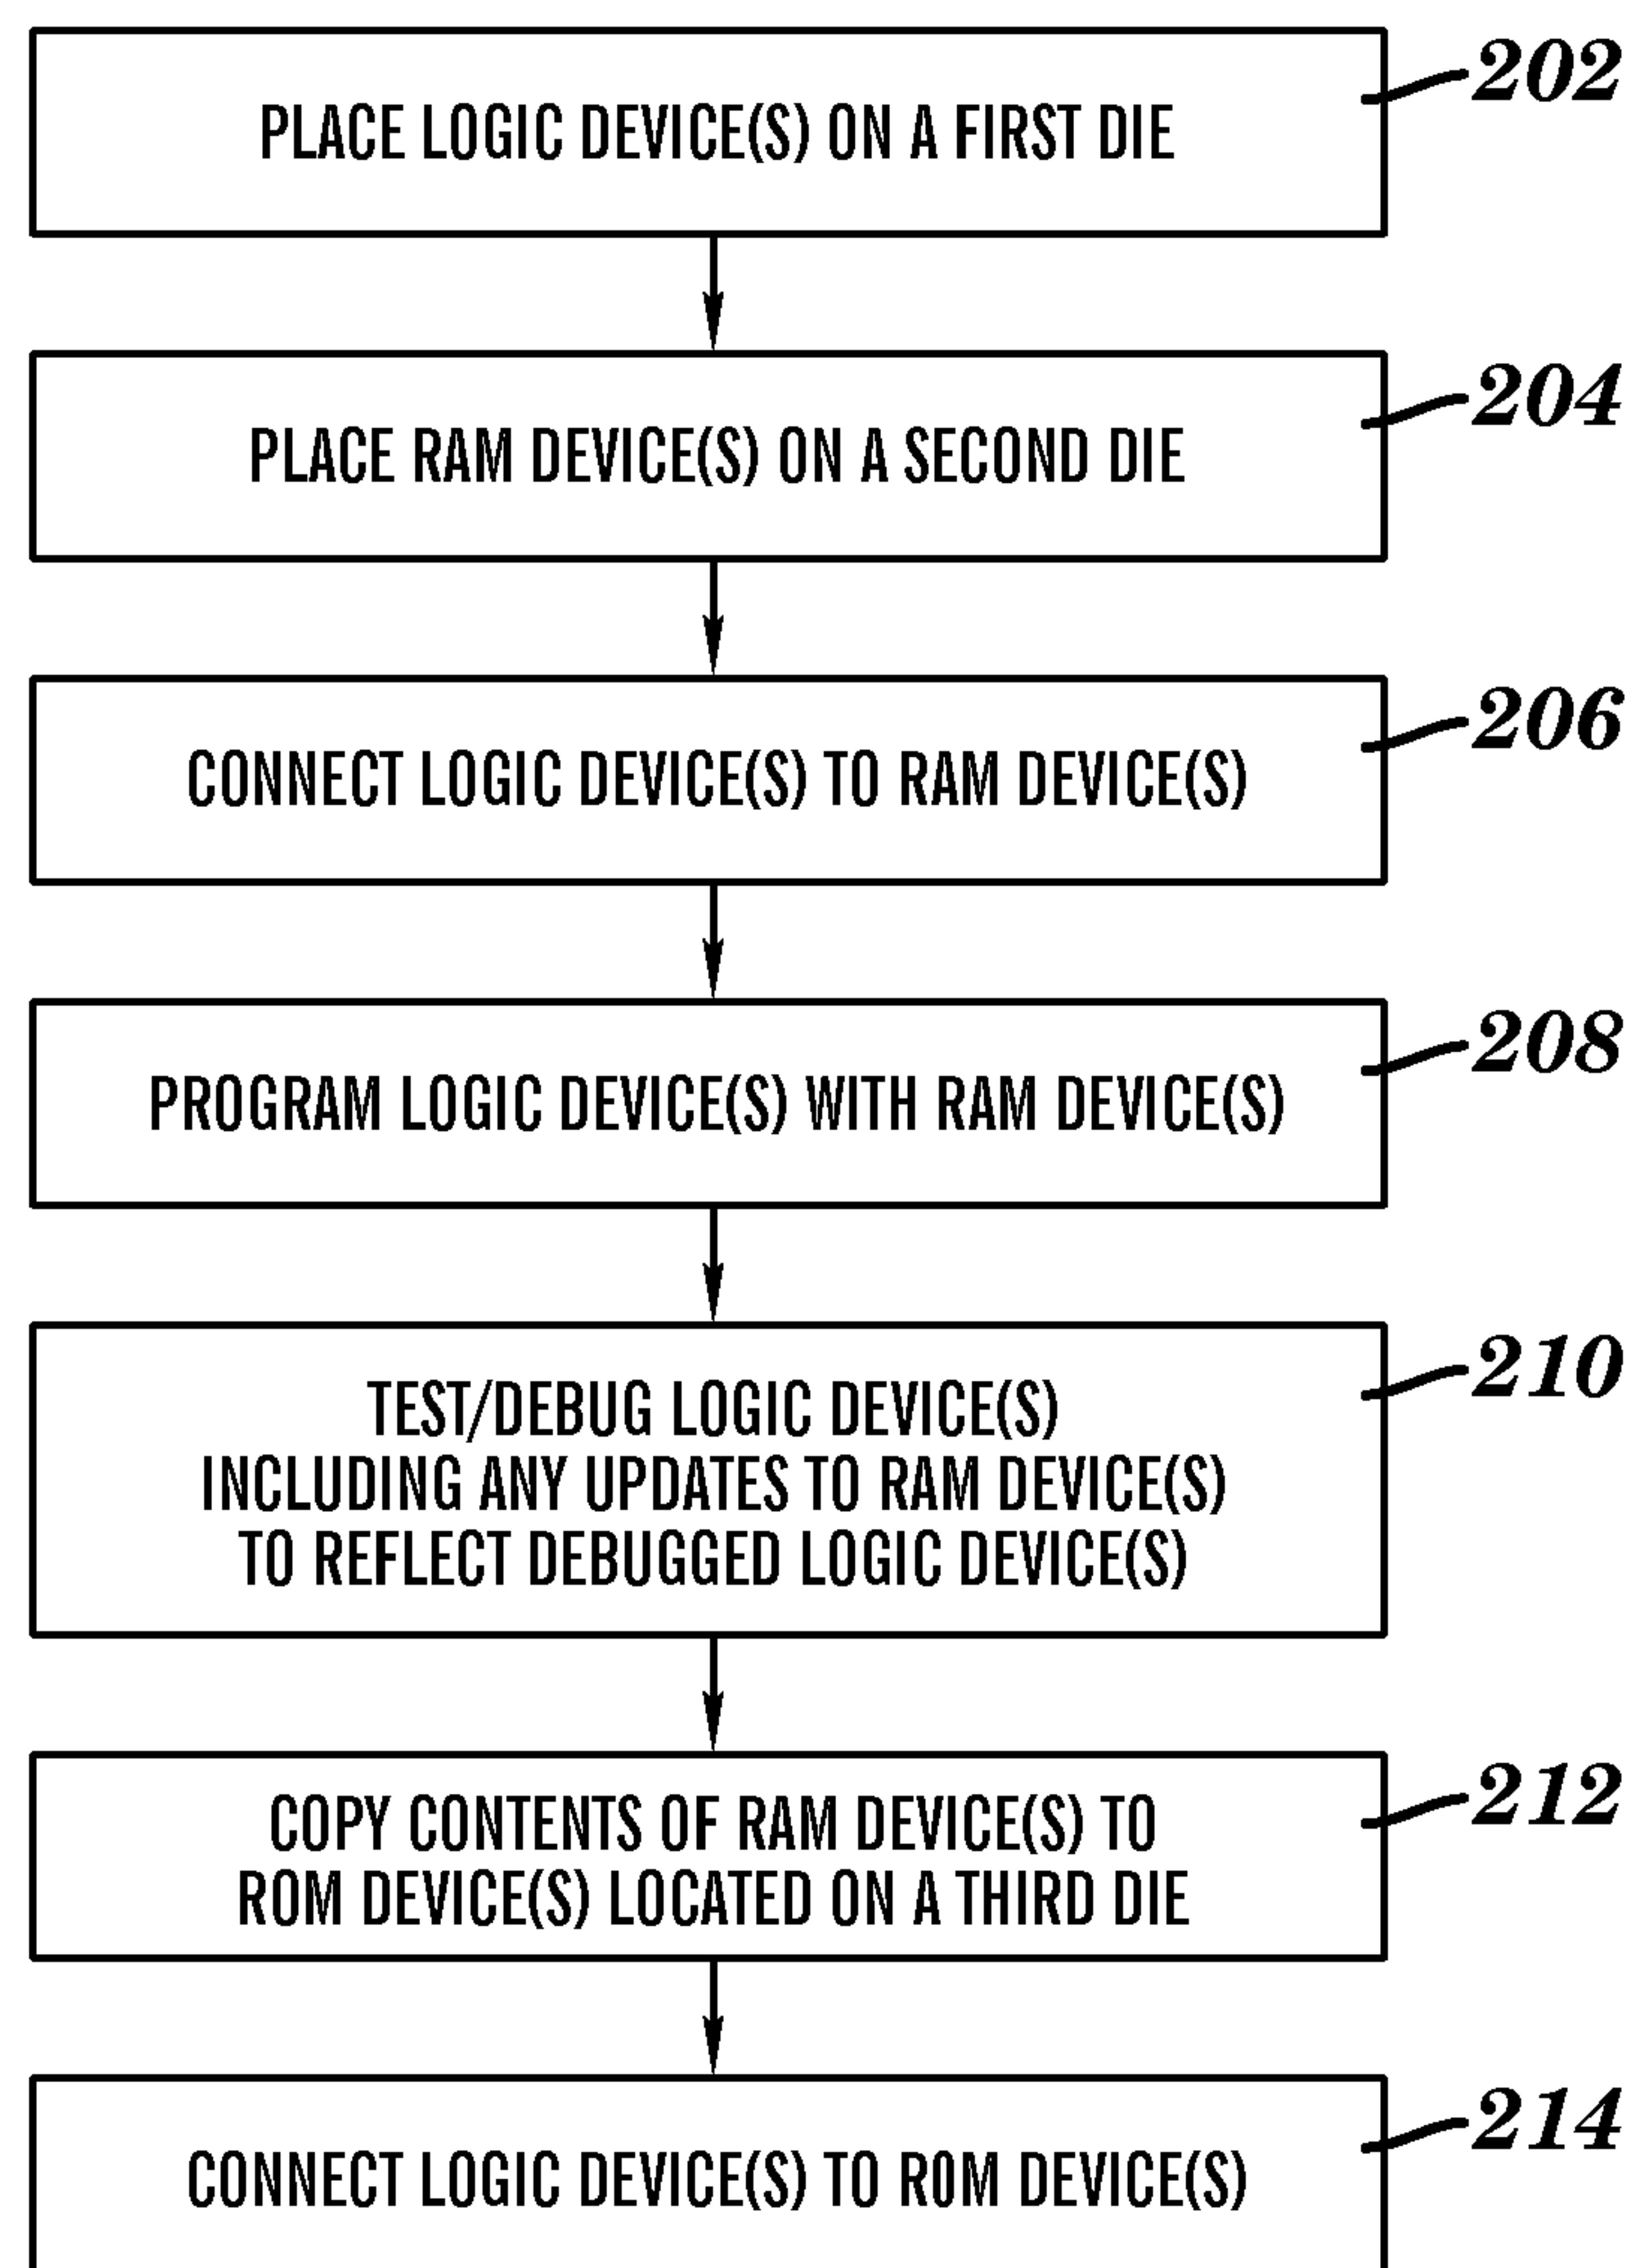 PLACE LOGIC DEVICE(S) ON A FIRST DIE
202
PLACE RAM DEVICE(S) ON A SECOND DIE
204
CONNECT LOGIC DEVICE(S) TO RAM DEVICE(S)
206
PROGRAM LOGIC DEVICE(S) WITH RAM DEVICE(S)
208
TEST/DEBUG LOGIC DEVICE(S)
INCLUDING ANY UPDATES TO RAM DEVICE(S)
TO REFLECT DEBUGGED LOGIC DEVICE(S)
210
COPY CONTENTS OF RAM DEVICE(S) TO
ROM DEVICE(S) LOCATED ON A THIRD DIE
212
CONNECT LOGIC DEVICE(S) TO ROM DEVICE(S)
214